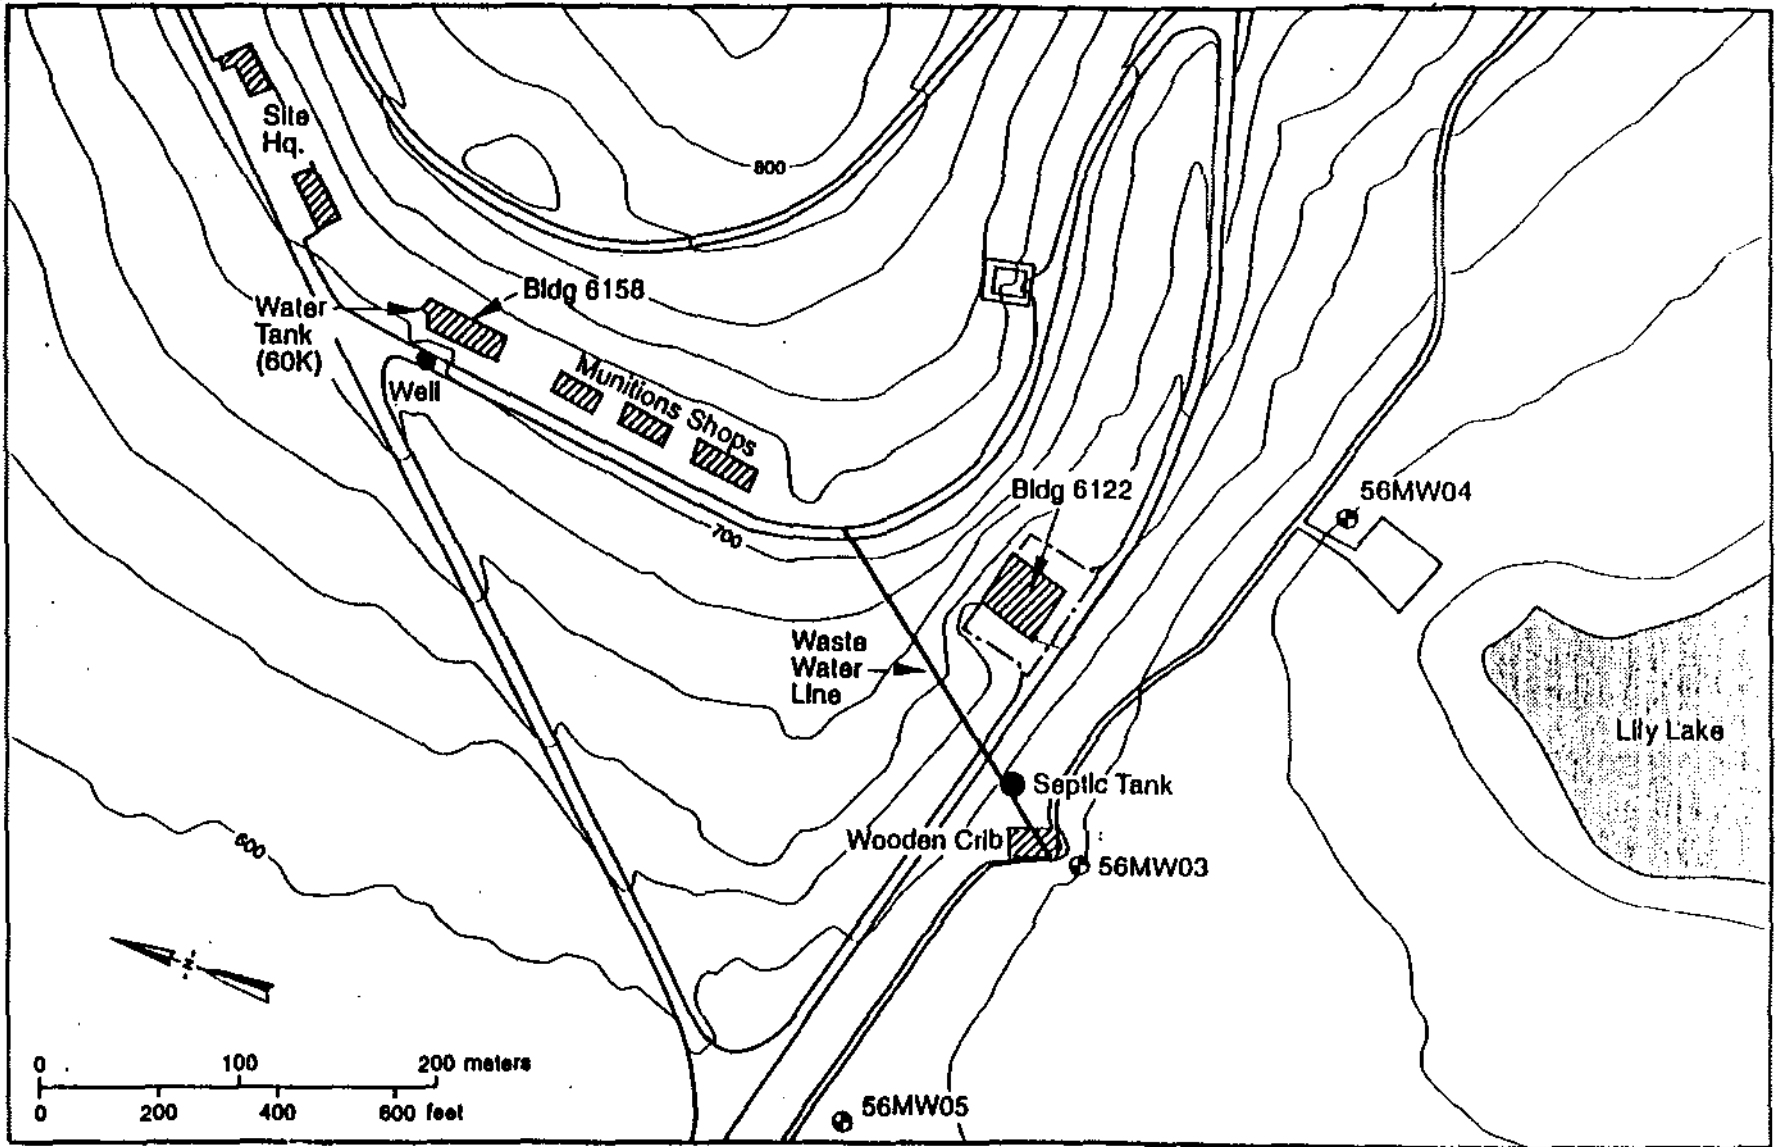 Site
Hq.
800
Bldg 6158
Water
Tank
(60K)
Well
Munitions Shops
700
Bldg 6122
56MW04
Waste
Water
Line
Lily Lake
Septic Tank
Wooden Crib
56MW03
600
N
0 100 200 meters
0 200 400 600 feet
56MW05